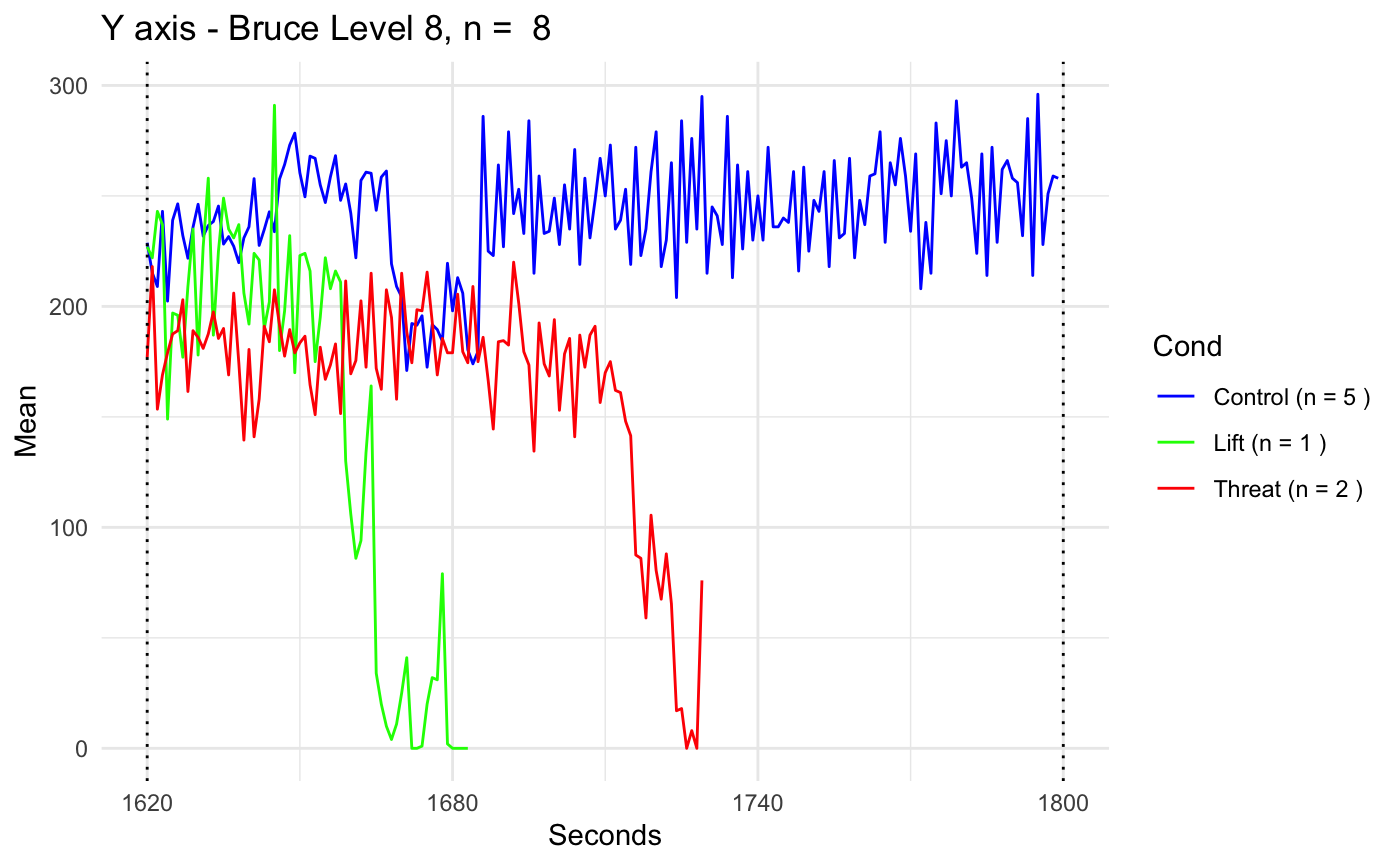 Y axis - Bruce Level 8, n =  8
300
200
100
0
Mean
1620
1680
1740
1800
Seconds
Cond
Control (n = 5 )
Lift (n = 1 )
Threat (n = 2 )